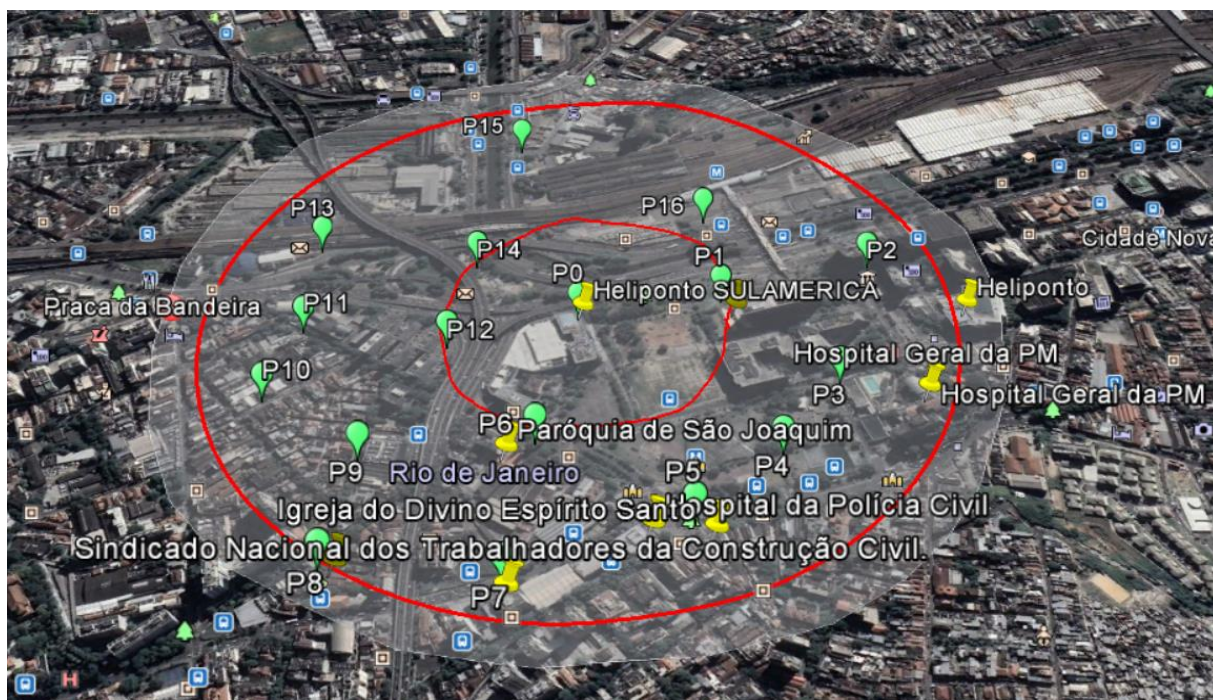 P15
P13
P16
P14
P1
P2
Cidade Nova
P0
Heliponto SULAMERICA
Heliponto
Praca da Bandeira
P11
P12
Hospital Geral da PM
P10
P3
Hospital Geral da PM
P6
Paróquia de São Joaquim
P9
Rio de Janeiro
P5
P4
Igreja do Divino Espírito Santo
Hospital da Polícia Civil
Sindicado Nacional dos Trabalhadores da Construção Civil.
P8
P7
H
M